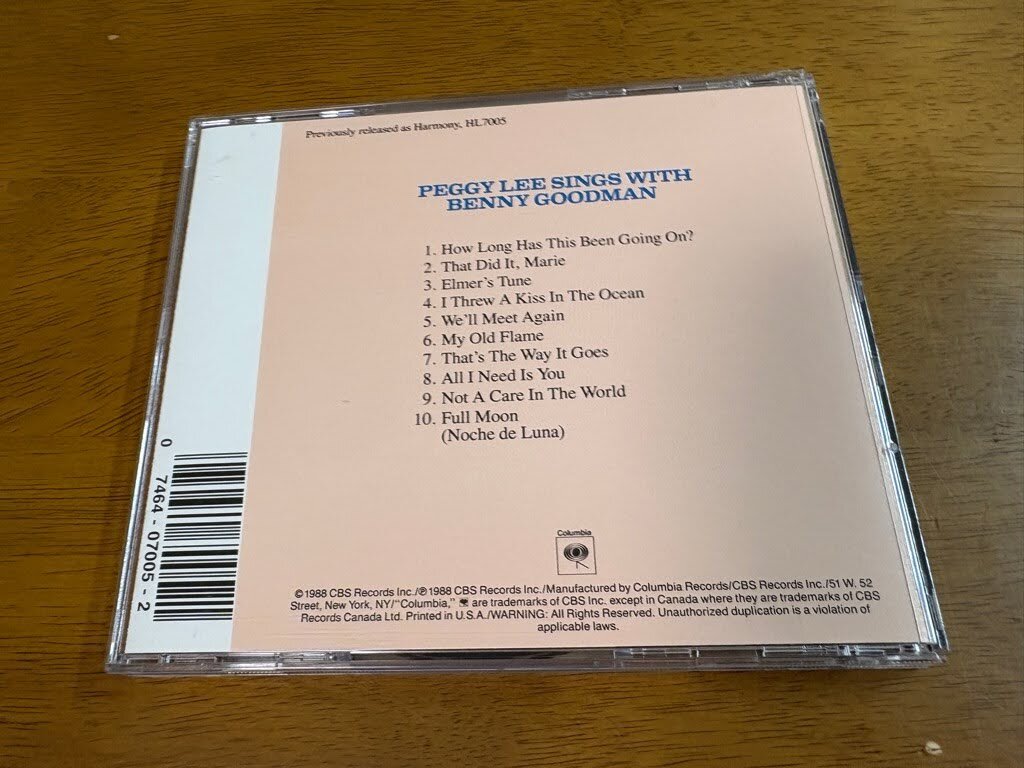 Previously released as Harmony, HL7005
PEGGY LEE SINGS WITH
BENNY GOODMAN
1. How Long Has This Been Going On?
2. That Did It, Marie
3. Elmer's Tune
4. I Threw A Kiss In The Ocean
5. We'll Meet Again
6. My Old Flame
7. That's The Way It Goes
8. All I Need Is You
9. Not A Care In The World
10. Full Moon
(Noche de Luna)
0 7464-07005-2
Columbia
©1988 CBS Records Inc./℗1988 CBS Records Inc./Manufactured by Columbia Records/CBS Records Inc./51 W. 52
Street, New York, NY/"Columbia," are trademarks of CBS Inc. except in Canada where they are trademarks of CBS
Records Canada Ltd. Printed in U.S.A./WARNING: All Rights Reserved. Unauthorized duplication is a violation of
applicable laws.